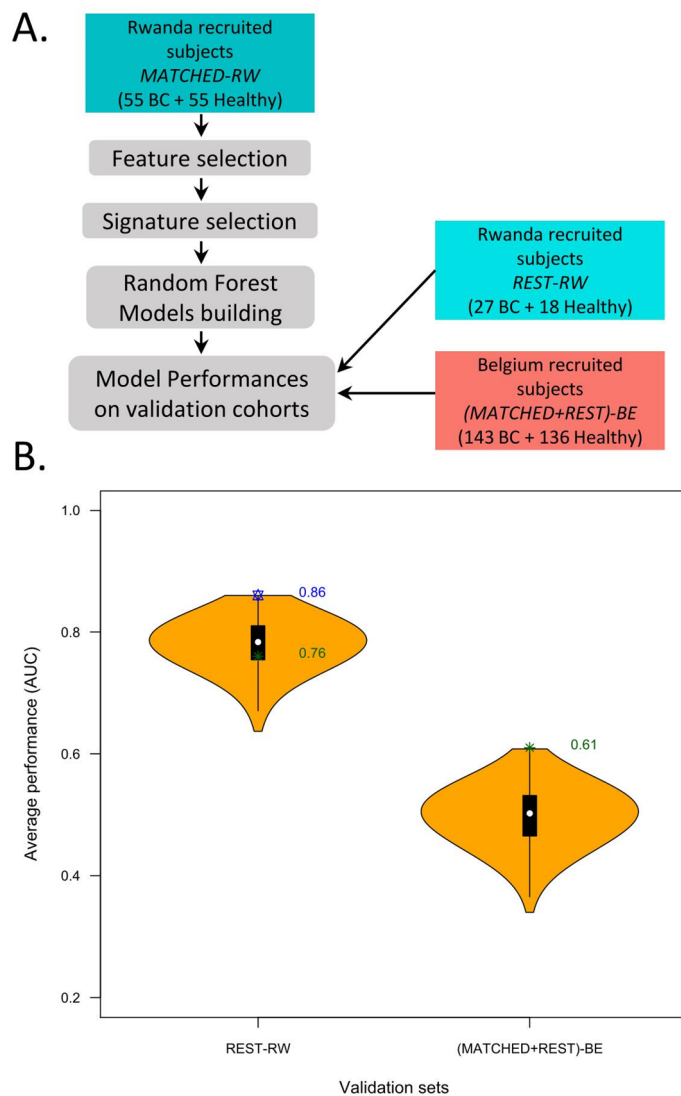 A.
Rwanda recruited
subjects
MATCHED-RW
(55 BC + 55 Healthy)
Feature selection
Signature selection
Random Forest
Models building
Model Performances
on validation cohorts
Rwanda recruited
subjects
REST-RW
(27 BC + 18 Healthy)
Belgium recruited
subjects
(MATCHED+REST)-BE
(143 BC + 136 Healthy)
B.
Average performance (AUC)
1.0
0.8
0.6
0.4
0.2
0.86
0.76
0.61
REST-RW
(MATCHED+REST)-BE
Validation sets